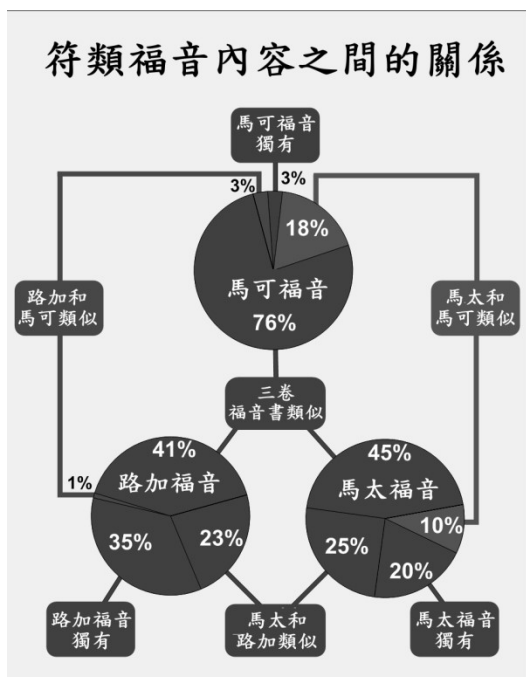 符類福音內容之間的關係
馬可福音
獨有
3%
3%
18%
馬可福音
76%
路加和
馬可類似
馬太和
馬可類似
三卷
福音書類似
41%
路加福音
1%
35%
23%
45%
馬太福音
10%
25%
20%
路加福音
獨有
馬太和
路加類似
馬太福音
獨有